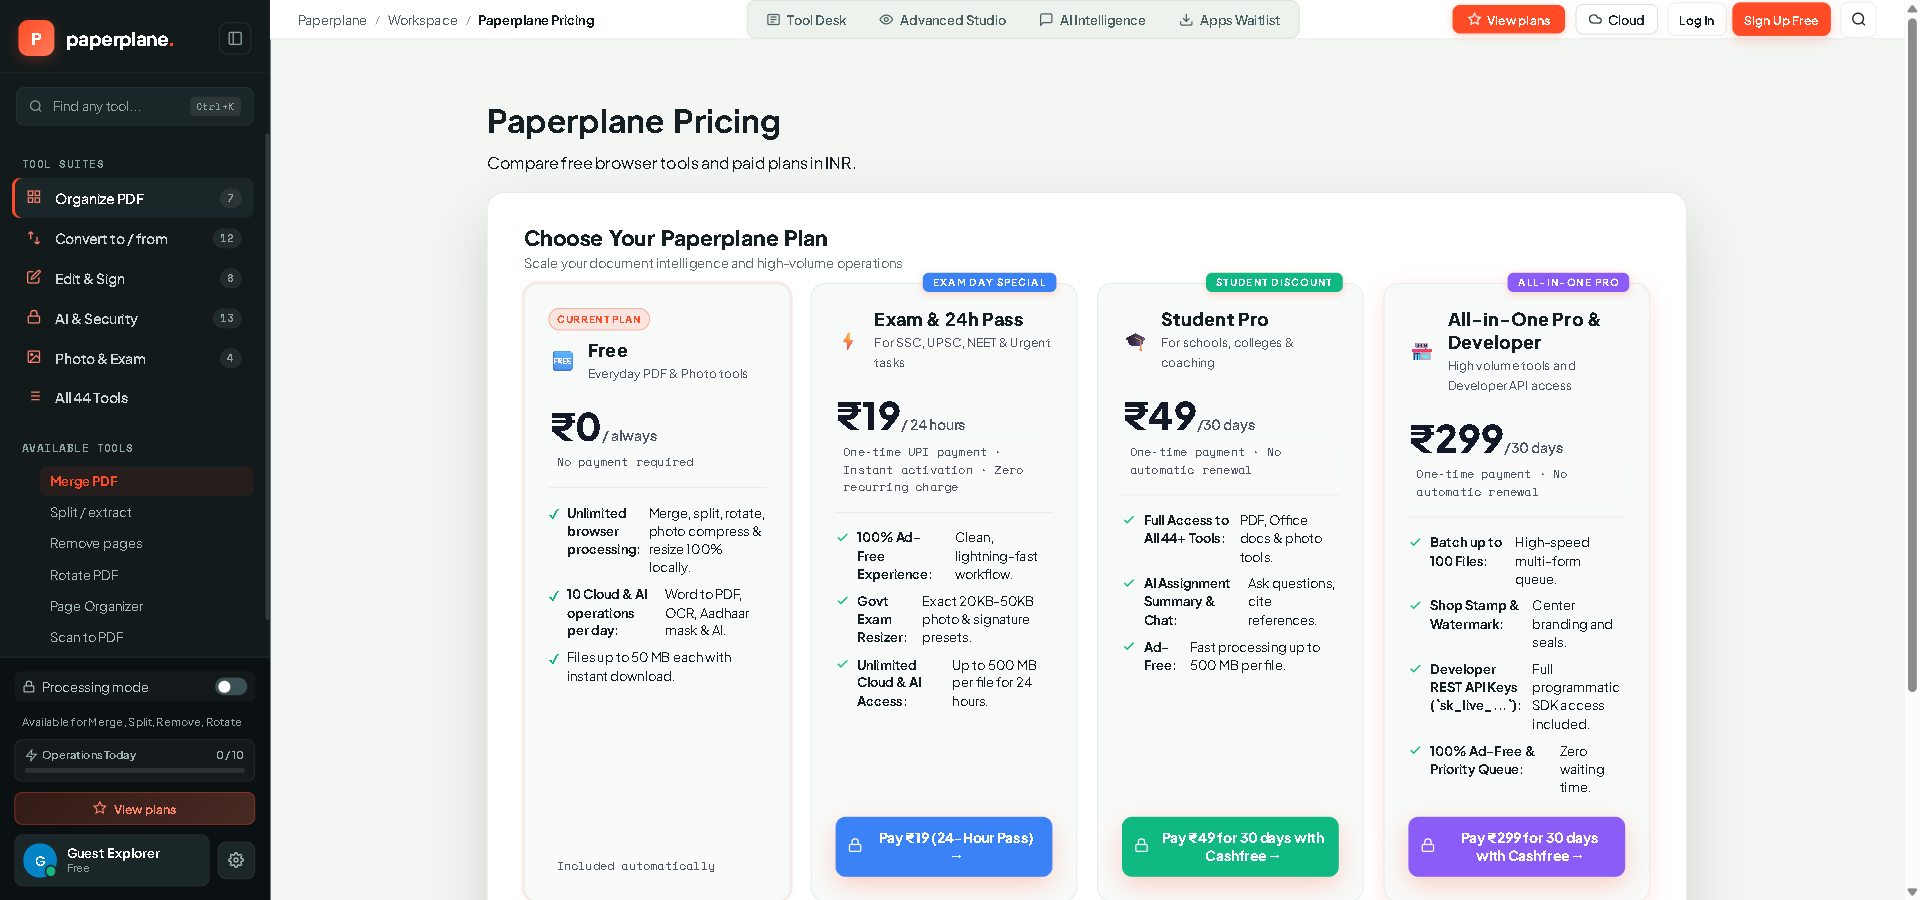 P paperplane.
Find any tool... Ctrl+K
TOOL SUITES
Organize PDF 7
Convert to / from 12
Edit & Sign 8
AI & Security 13
Photo & Exam 4
All 44 Tools
AVAILABLE TOOLS
Merge PDF
Split / extract
Remove pages
Rotate PDF
Page Organizer
Scan to PDF
Processing mode
Available for Merge, Split, Remove, Rotate
Operations Today 0/10
View plans
G Guest Explorer
Free
Paperplane / Workspace / Paperplane Pricing
Tool Desk
Advanced Studio
AI Intelligence
Apps Waitlist
View plans
Cloud
Log In
Sign Up Free
Paperplane Pricing
Compare free browser tools and paid plans in INR.
Choose Your Paperplane Plan
Scale your document intelligence and high-volume operations
CURRENT PLAN
FREE
Free
Everyday PDF & Photo tools
₹0 / always
No payment required
Unlimited browser processing: Merge, split, rotate, photo compress & resize 100% locally.
10 Cloud & AI operations per day: Word to PDF, OCR, Aadhaar mask & AI.
Files up to 50 MB each with
instant download.
Included automatically
EXAM DAY SPECIAL
Exam & 24h Pass
For SSC, UPSC, NEET & Urgent
tasks
₹19 / 24 hours
One-time UPI payment ·
Instant activation · Zero
recurring charge
100% Ad-Free Experience: Clean, lightning-fast workflow.
Govt Exam Resizer: Exact 20KB-50KB photo & signature presets.
Unlimited Cloud & AI Access: Up to 500 MB per file for 24 hours.
Pay ₹19 (24-Hour Pass)
→
STUDENT DISCOUNT
Student Pro
For schools, colleges &
coaching
₹49 /30 days
One-time payment · No
automatic renewal
Full Access to All 44+ Tools: PDF, Office docs & photo tools.
AI Assignment Summary & Chat: Ask questions, cite references.
Ad-Free: Fast processing up to 500 MB per file.
Pay ₹49 for 30 days with
Cashfree →
ALL-IN-ONE PRO
All-in-One Pro &
Developer
High volume tools and
Developer API access
₹299 /30 days
One-time payment · No
automatic renewal
Batch up to 100 Files: High-speed multi-form queue.
Shop Stamp & Watermark: Center branding and seals.
Developer REST API Keys (`sk_live_...`): Full programmatic SDK access included.
100% Ad-Free & Priority Queue: Zero waiting time.
Pay ₹299 for 30 days
with Cashfree →